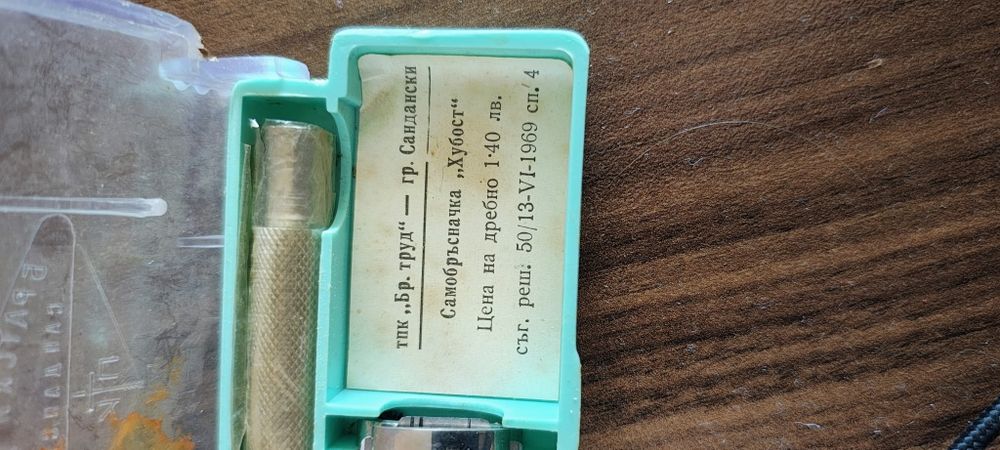 тпк „Бр. труд“ — гр. Сандански
Самобръсначка „Хубост“
Цена на дребно 1·40 лв.
съг. реш: 50/13-VI-1969 сп. 4